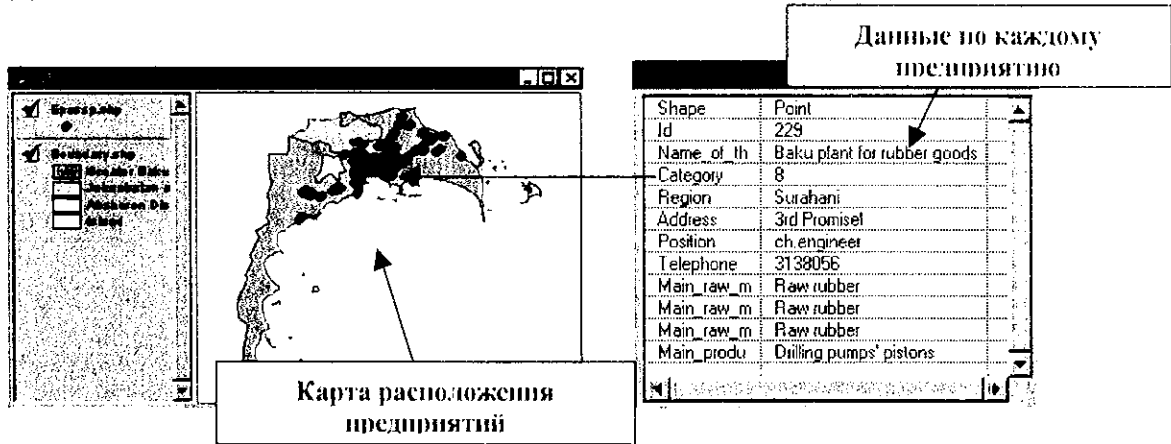 Данные по каждому
предприятию
Boundary.shp
Shape Point
Id 229
Name_of_th Baku plant for rubber goods
Category 8
Region Surahani
Address 3rd Promisel
Position ch.engineer
Telephone 3138056
Main_raw_m Raw rubber
Main_raw_m Raw rubber
Main_raw_m Raw rubber
Main_produ Drilling pumps' pistons
Карта расположения
предприятий